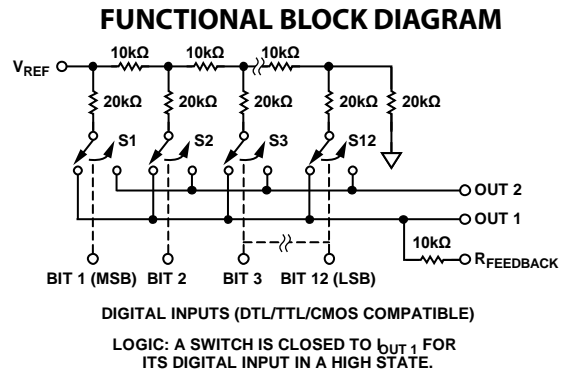 FUNCTIONAL BLOCK DIAGRAM
10kΩ 10kΩ 10kΩ
VREF
20kΩ 20kΩ 20kΩ 20kΩ 20kΩ
S1 S2 S3 S12
OUT 2
OUT 1
10kΩ
RFEEDBACK
BIT 1 (MSB) BIT 2 BIT 3 BIT 12 (LSB)
DIGITAL INPUTS (DTL/TTL/CMOS COMPATIBLE)
LOGIC: A SWITCH IS CLOSED TO IOUT 1 FOR
ITS DIGITAL INPUT IN A HIGH STATE.